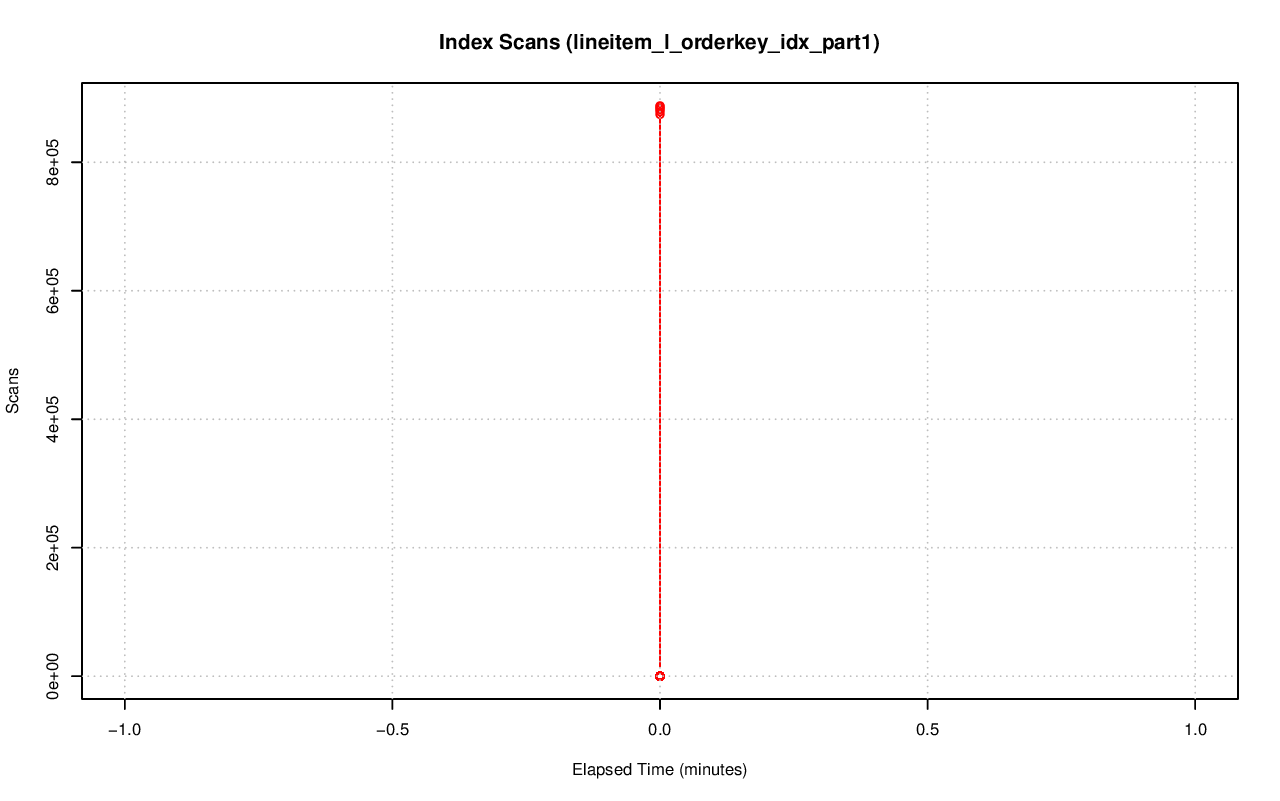 Index Scans (lineitem_l_orderkey_idx_part1)
Scans
8e+05
6e+05
4e+05
2e+05
0e+00
−1.0 −0.5 0.0 0.5 1.0
Elapsed Time (minutes)